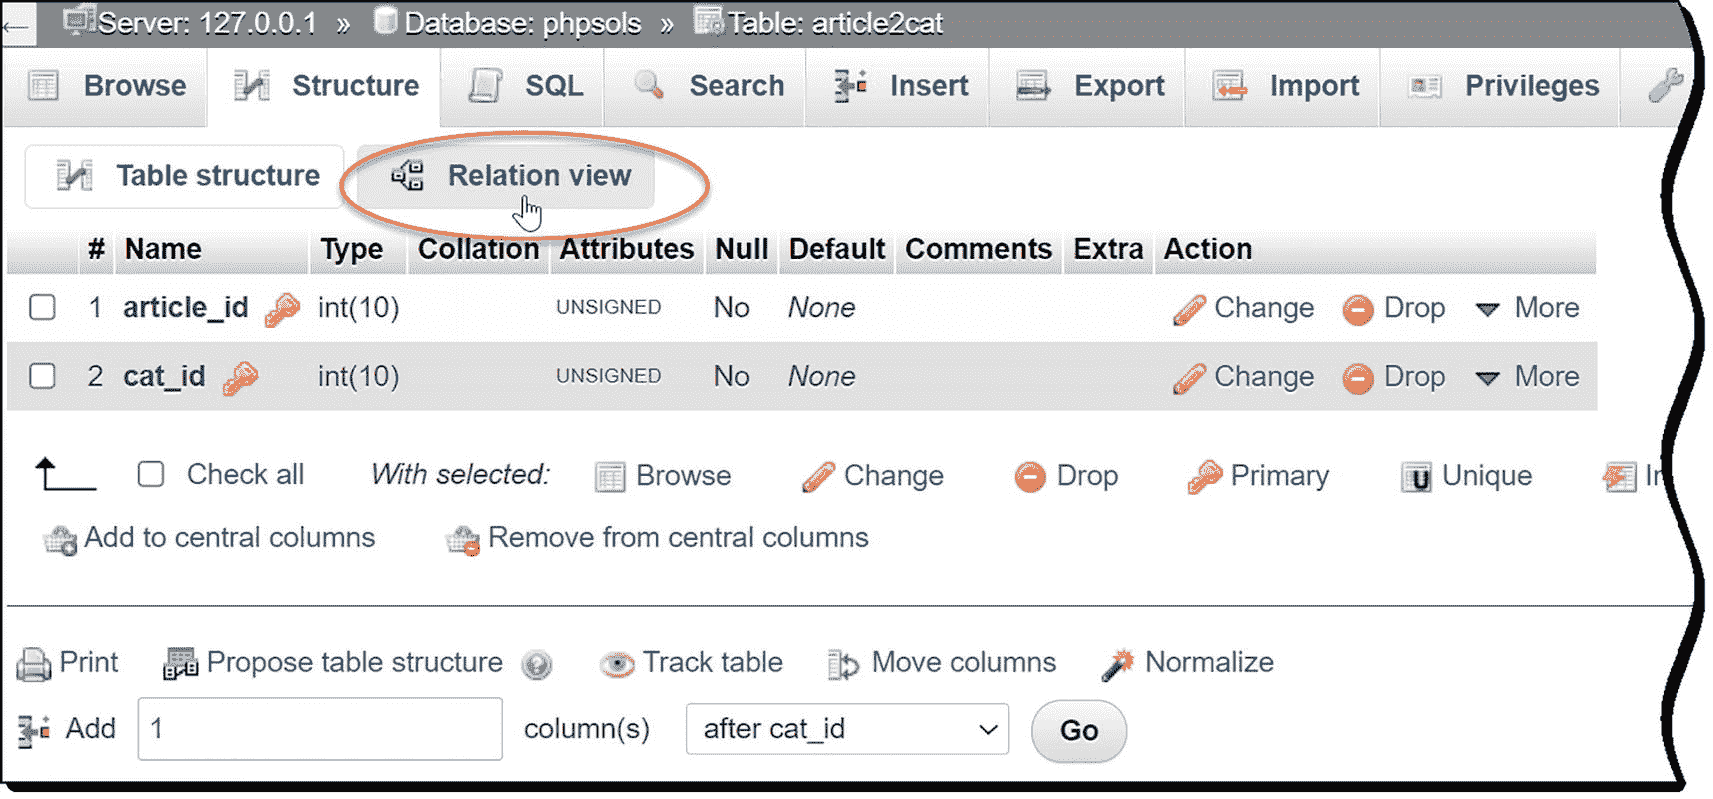 Server: 127.0.0.1 » Database: phpsols » Table: article2cat
Browse Structure SQL Search Insert Export Import Privileges
Table structure Relation view
# Name Type Collation Attributes Null Default Comments Extra Action
1 article_id int(10) UNSIGNED No None Change Drop More
2 cat_id int(10) UNSIGNED No None Change Drop More
Check all With selected: Browse Change Drop Primary Unique
Add to central columns Remove from central columns
Print Propose table structure Track table Move columns Normalize
Add 1 column(s) after cat_id Go